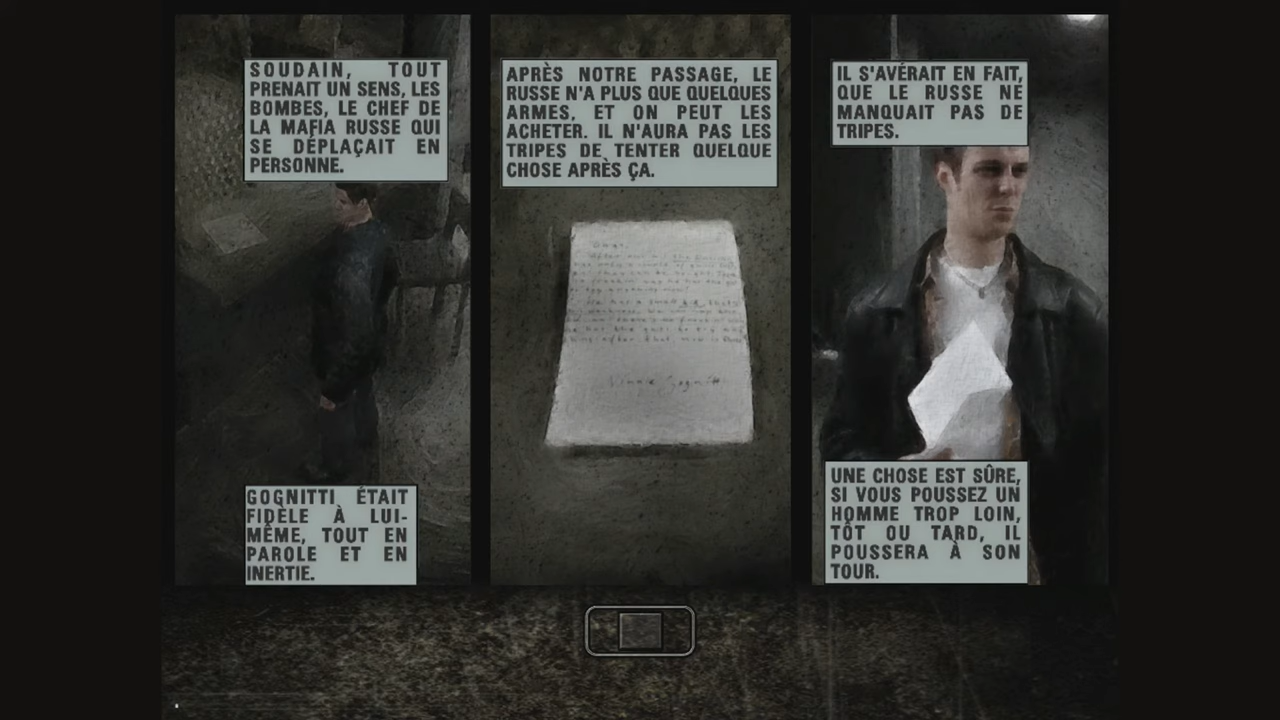 SOUDAIN, TOUT
PRENAIT UN SENS, LES
BOMBES, LE CHEF DE
LA MAFIA RUSSE QUI
SE DÉPLAÇAIT EN
PERSONNE.
GOGNITTI ÉTAIT
FIDÈLE À LUI-
MÊME, TOUT EN
PAROLE ET EN
INERTIE.
APRÈS NOTRE PASSAGE, LE
RUSSE N'A PLUS QUE QUELQUES
ARMES, ET ON PEUT LES
ACHETER. IL N'AURA PAS LES
TRIPES DE TENTER QUELQUE
CHOSE APRÈS ÇA.
IL S'AVÉRAIT EN FAIT,
QUE LE RUSSE NE
MANQUAIT PAS DE
TRIPES.
UNE CHOSE EST SÛRE,
SI VOUS POUSSEZ UN
HOMME TROP LOIN,
TÔT OU TARD, IL
POUSSERA À SON
TOUR.